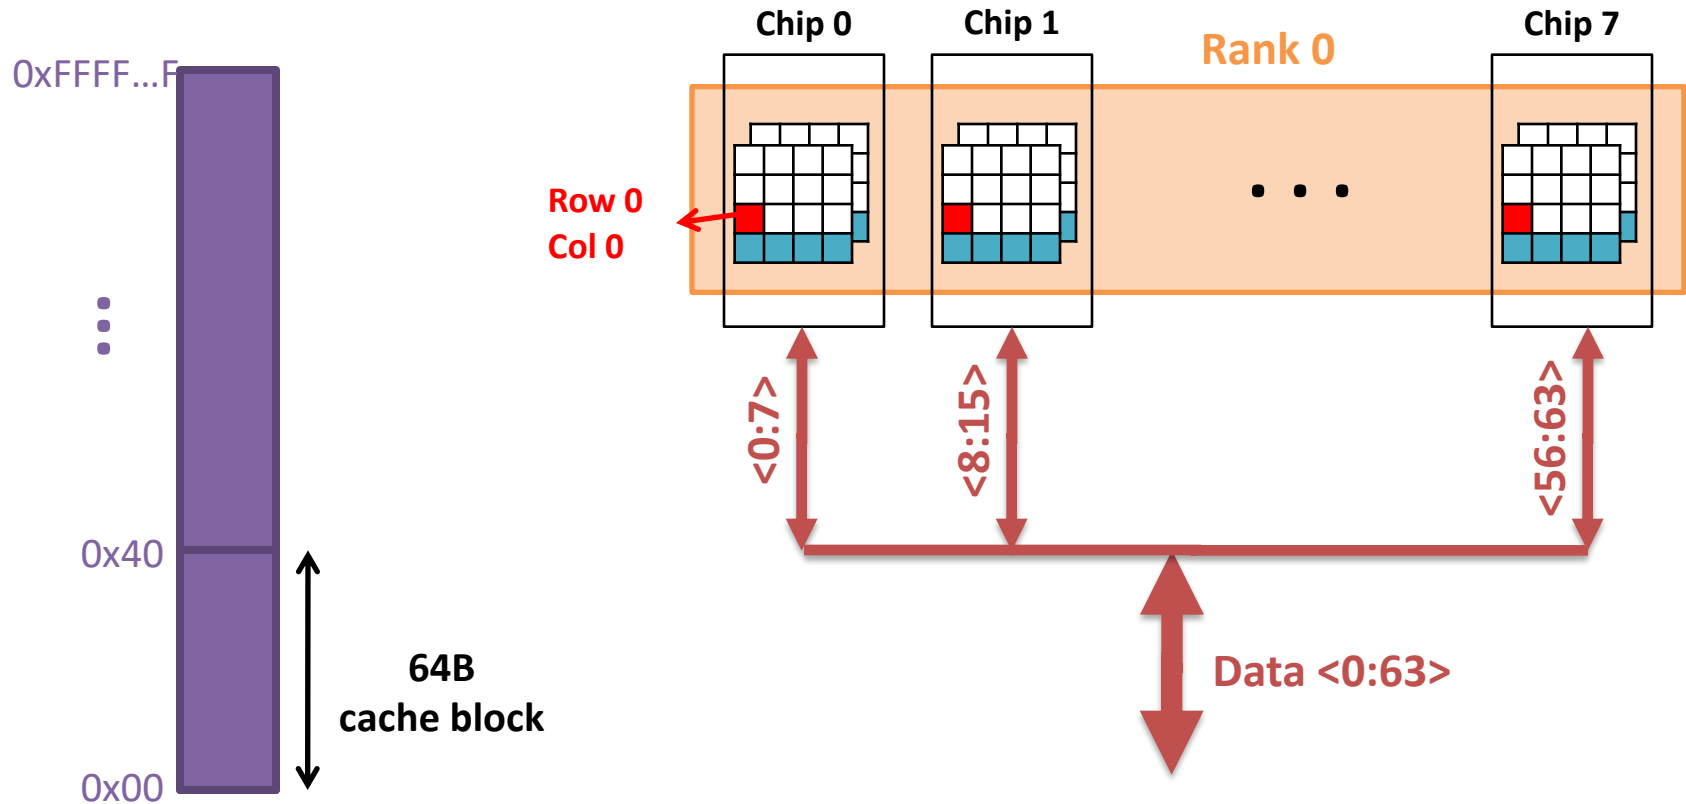 Chip 0
Chip 1
Chip 7
Rank 0
0xFFFF...F
Row 0
Col 0
<0:7>
<8:15>
<56:63>
0x40
64B
cache block
Data <0:63>
0x00